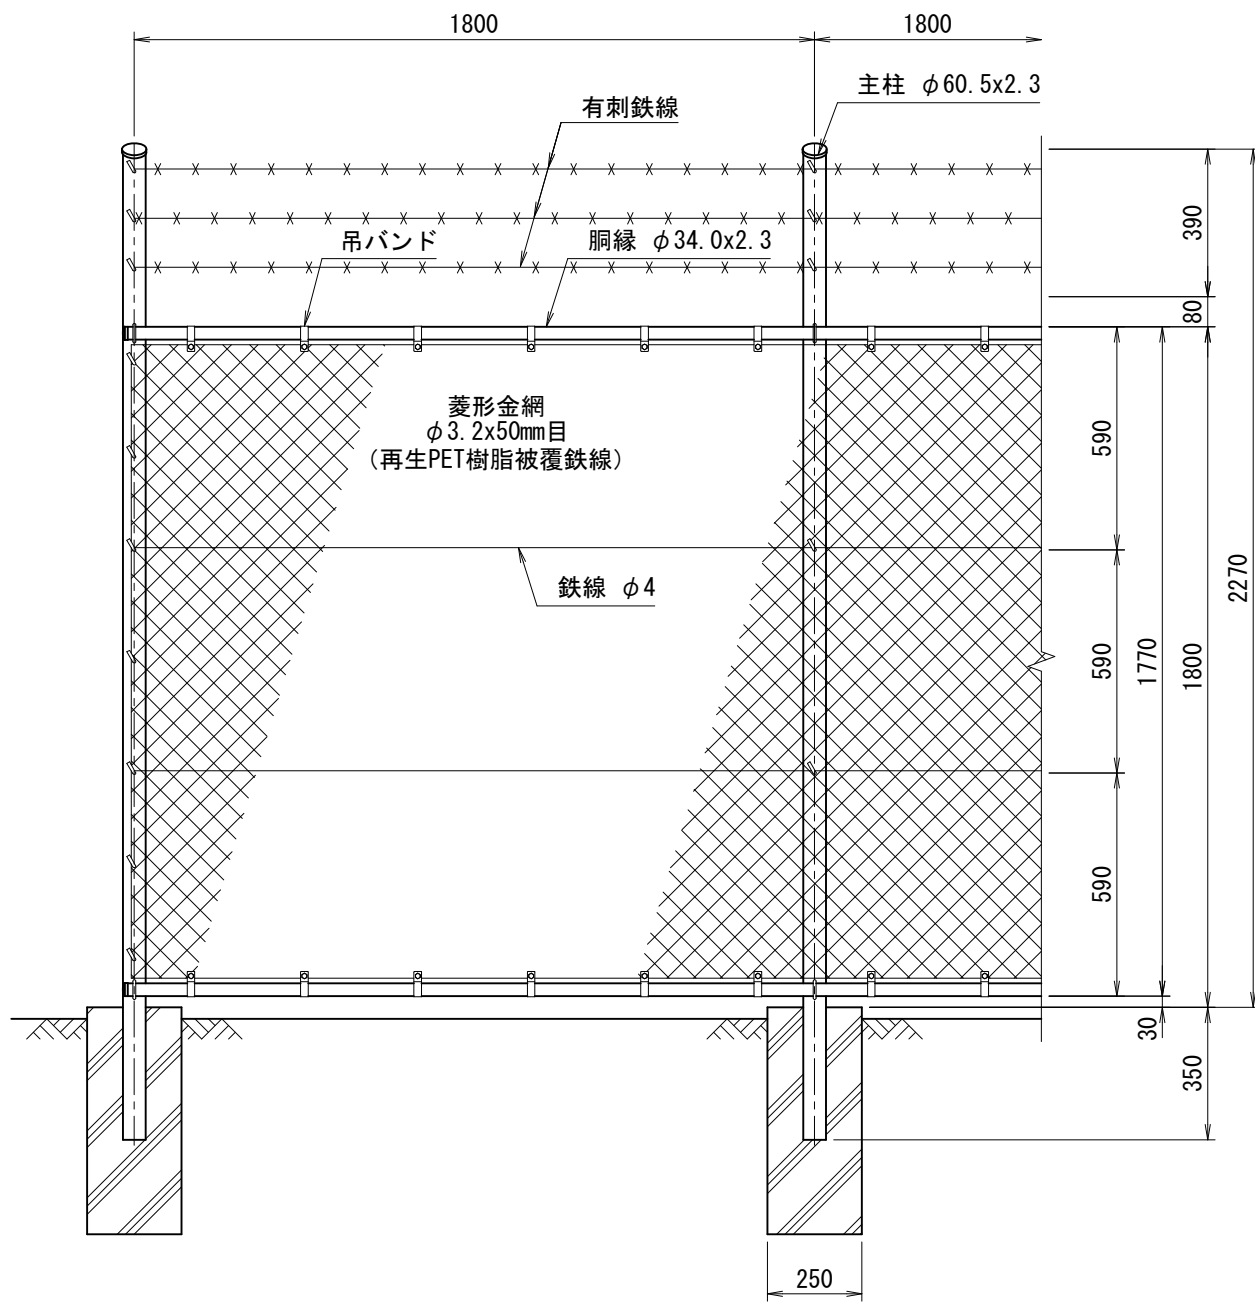 1800
1800
主柱 φ60.5x2.3
有刺鉄線
吊バンド
胴縁 φ34.0x2.3
390
80
菱形金網
φ3.2x50mm目
（再生PET樹脂被覆鉄線）
590
鉄線 φ4
2270
590
1770
1800
590
30
350
250